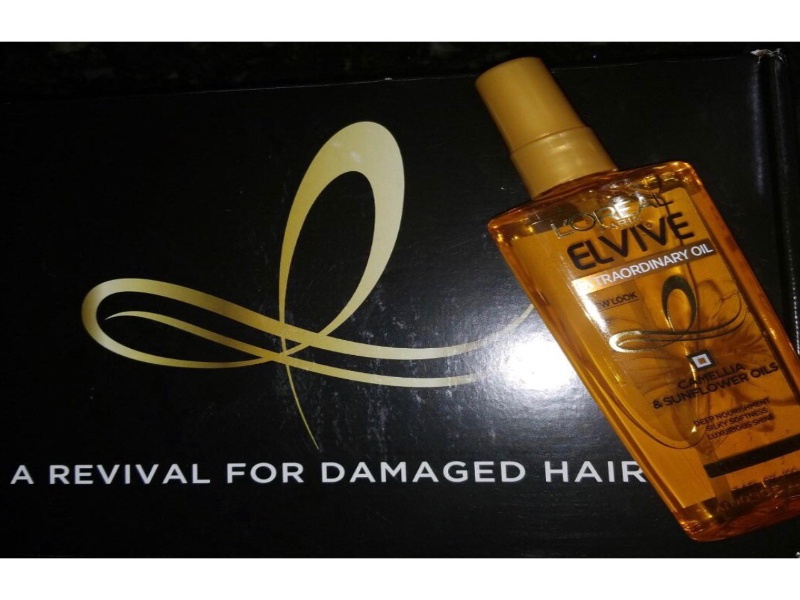 A REVIVAL FOR DAMAGED HAIR
L'ORÉAL
ELVIVE
EXTRAORDINARY OIL
NEW LOOK
CAMELLIA
& SUNFLOWER OILS
DEEP NOURISHMENT
SILKY SOFTNESS
LUXURIOUS SHINE